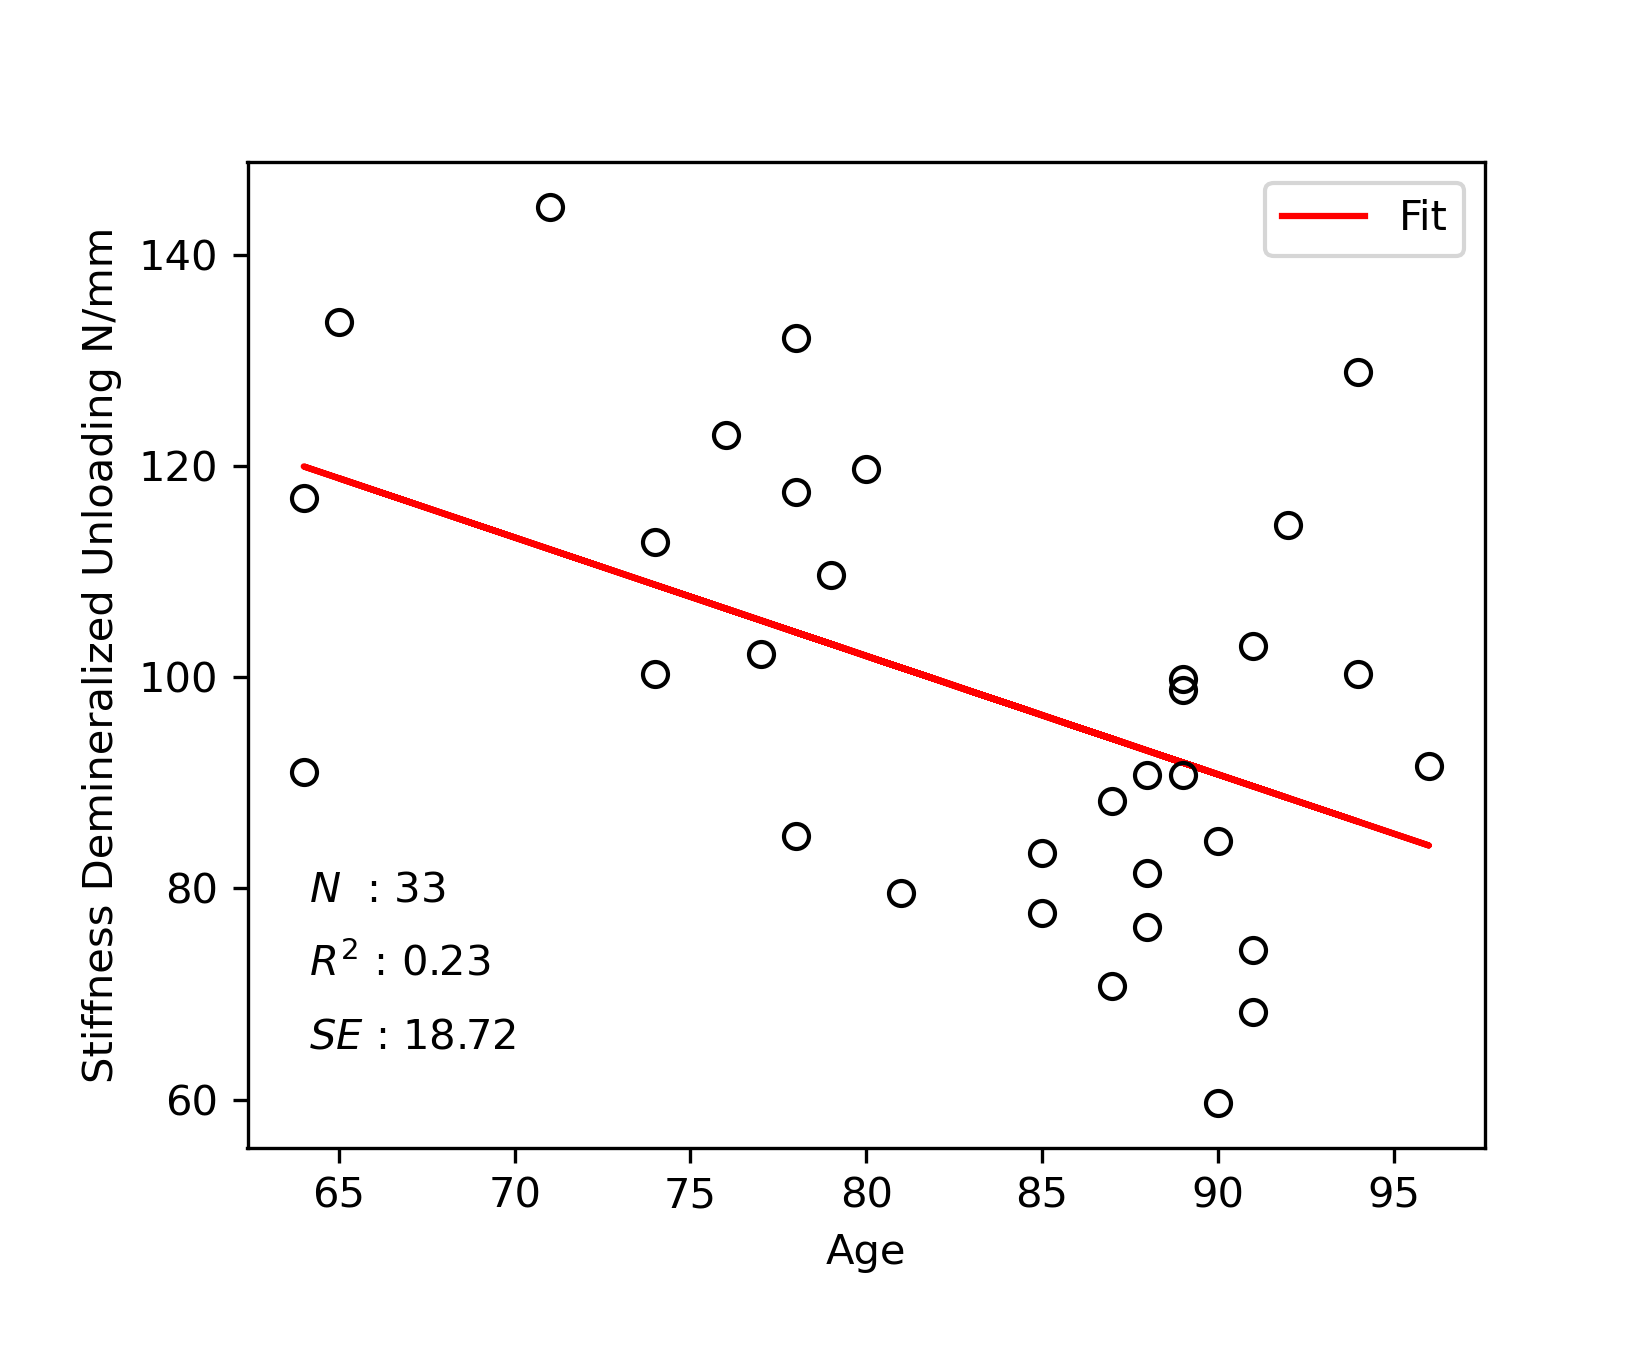 Fit
Stiffness Demineralized Unloading N/mm
140
120
100
80
60
N : 33
R² : 0.23
SE : 18.72
65 70 75 80 85 90 95
Age